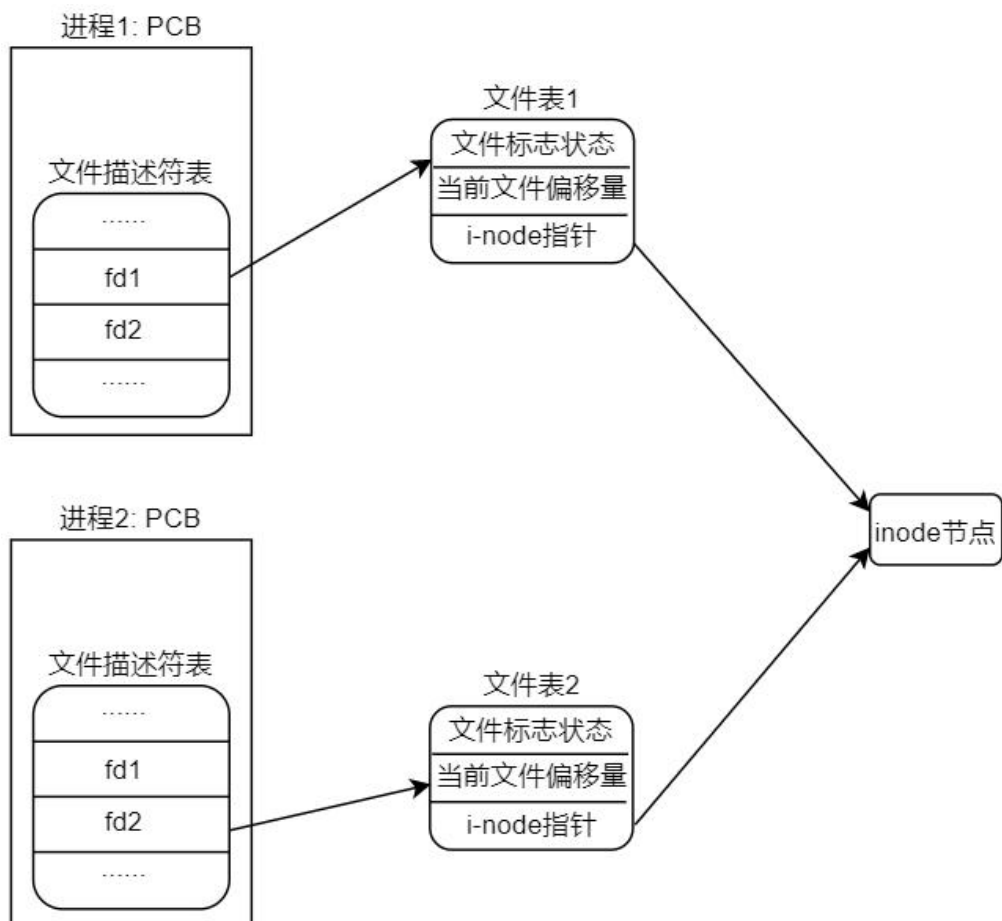 进程1: PCB
文件描述符表
......
fd1
fd2
......
文件表1
文件标志状态
当前文件偏移量
i-node指针
进程2: PCB
文件描述符表
......
fd1
fd2
......
文件表2
文件标志状态
当前文件偏移量
i-node指针
inode节点